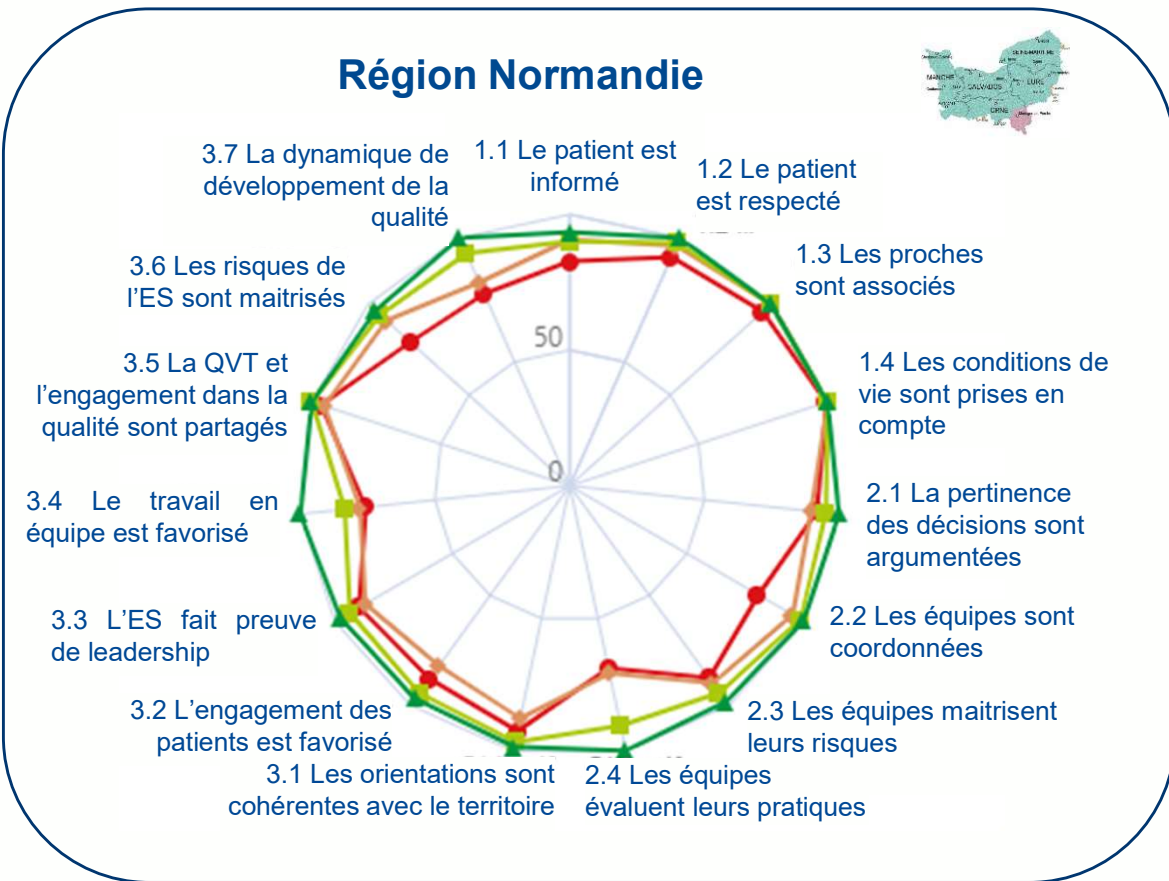 Région Normandie
SEINE-MARITIME
MANCHE
CALVADOS
EURE
ORNE
3.7 La dynamique de
développement de la
qualité
1.1 Le patient est
informé
1.2 Le patient
est respecté
1.3 Les proches
sont associés
3.6 Les risques de
l'ES sont maitrisés
50
3.5 La QVT et
l'engagement dans la
qualité sont partagés
1.4 Les conditions de
vie sont prises en
compte
0
3.4 Le travail en
équipe est favorisé
2.1 La pertinence
des décisions sont
argumentées
3.3 L'ES fait preuve
de leadership
2.2 Les équipes sont
coordonnées
3.2 L'engagement des
patients est favorisé
2.3 Les équipes maitrisent
leurs risques
3.1 Les orientations sont
cohérentes avec le territoire
2.4 Les équipes
évaluent leurs pratiques